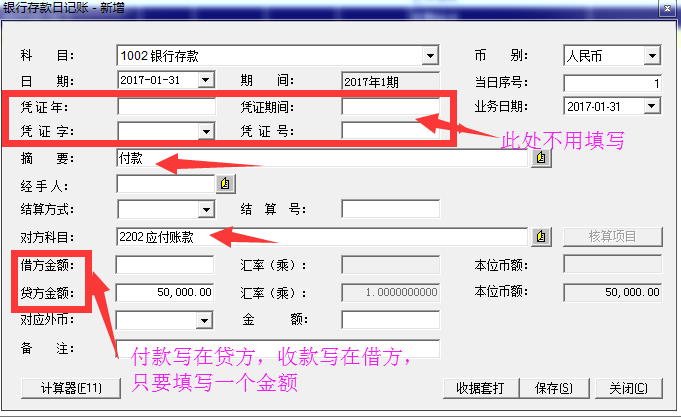 银行存款日记账 - 新增
科 目： 1002 银行存款 币 别： 人民币
日 期： 2017-01-31 期 间： 2017年1期 当日序号： 1
凭证年： 凭证期间： 业务日期： 2017-01-31
凭 证 字： 凭 证 号：
此处不用填写
摘 要： 付款
经 手 人：
结算方式： 结 算 号：
对方科目： 2202 应付账款 核算项目
借方金额： 汇率（乘）： 本位币额：
贷方金额： 50,000.00 汇率（乘）： 1.0000000000 本位币额： 50,000.00
对应外币： 金 额：
备 注：
付款写在贷方，收款写在借方，
只要填写一个金额
计算器(F11) 收据套打 保存(S) 关闭(C)